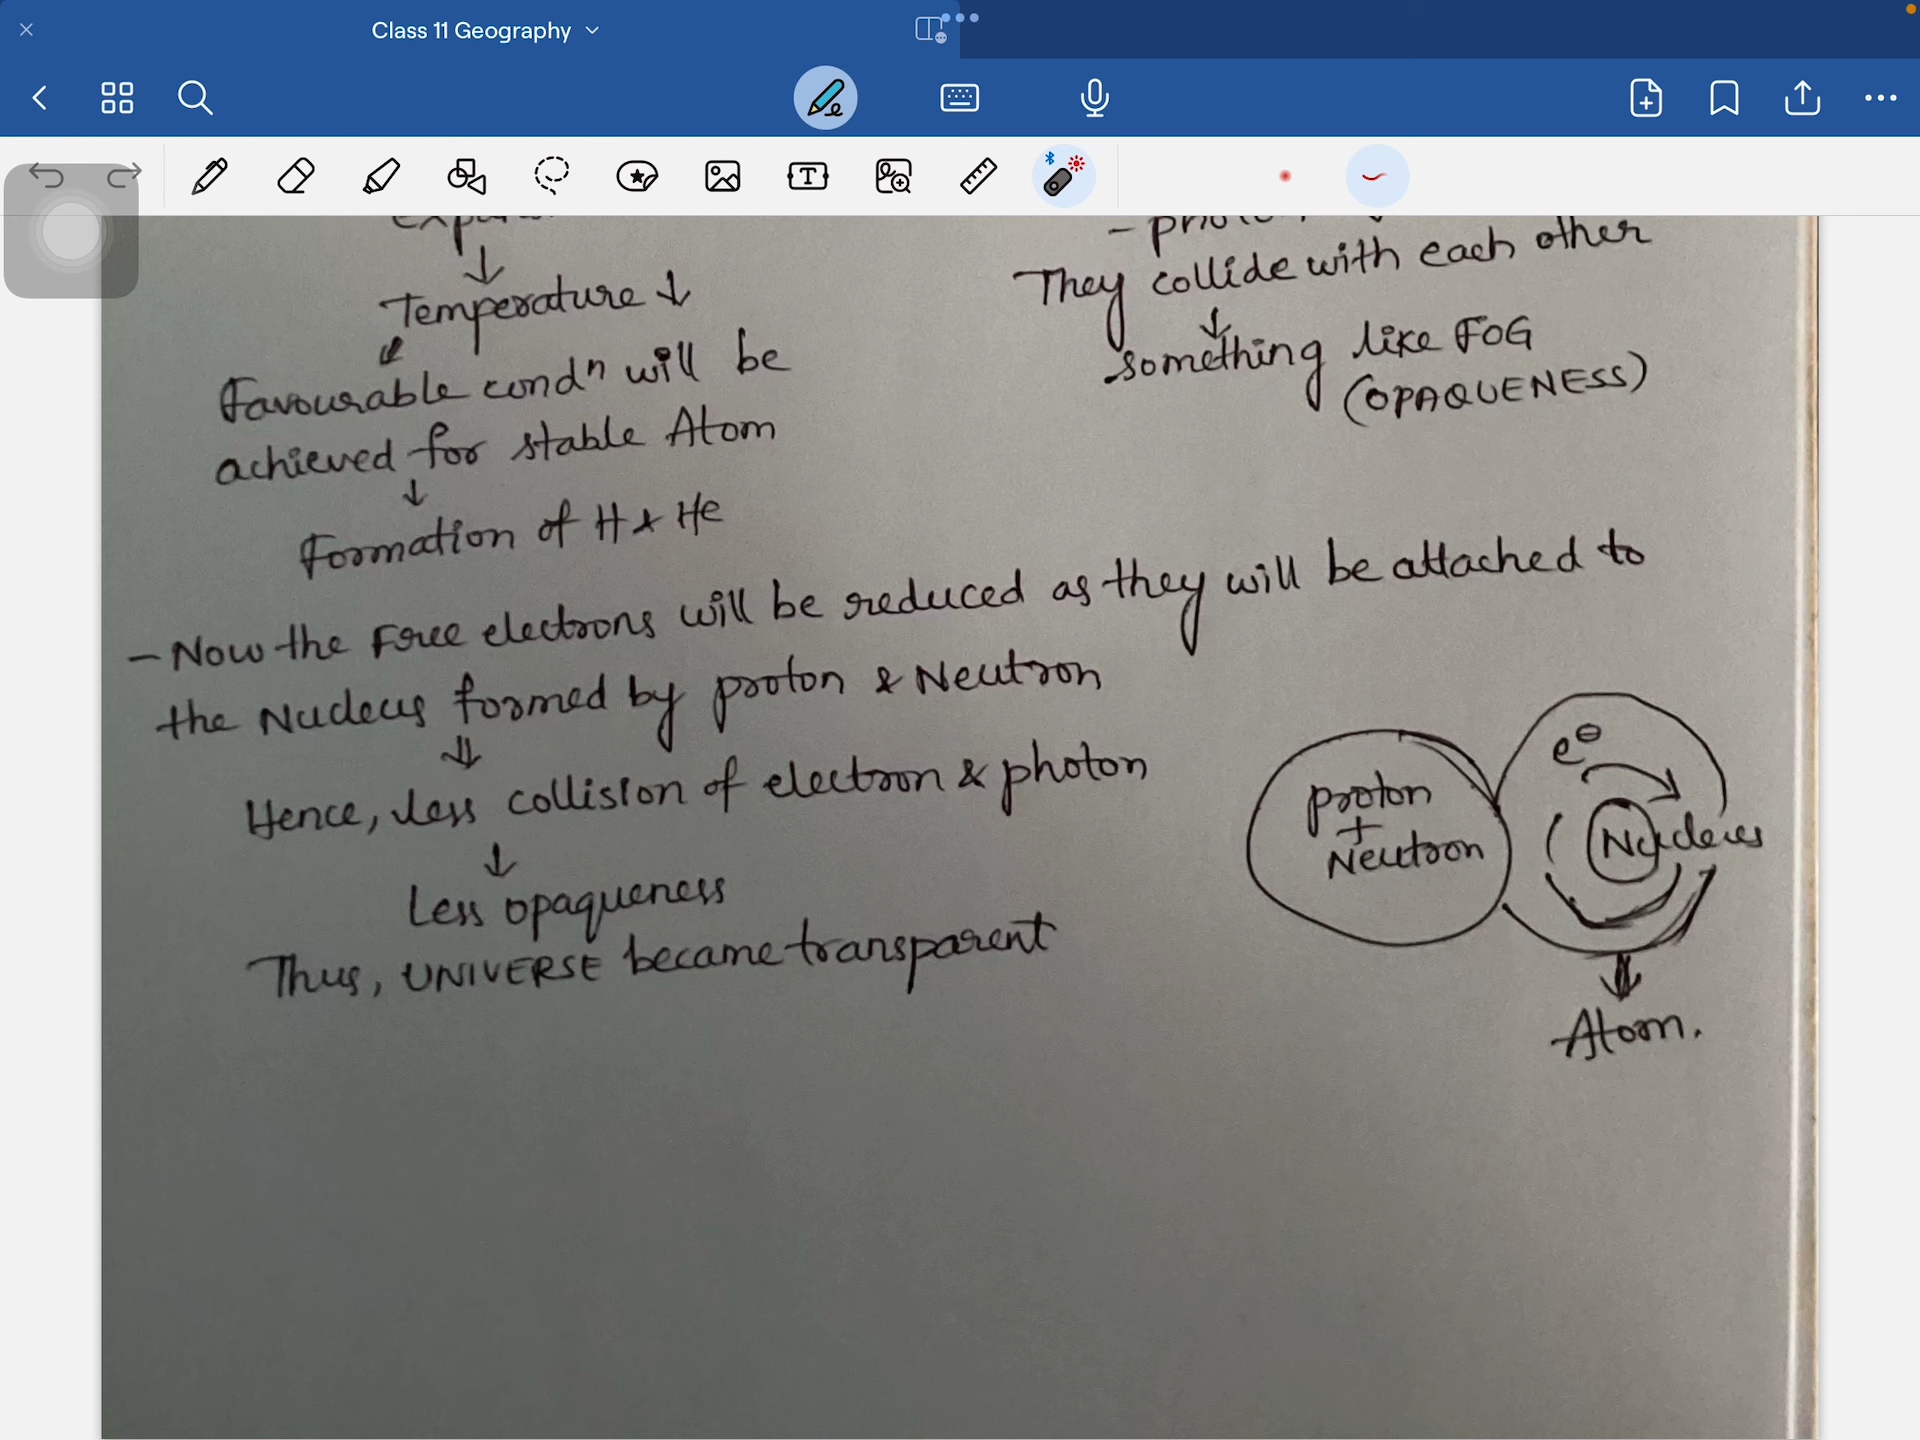 Class 11 Geography
Temperature ↓
↓
Favourable condⁿ will be
achieved for stable Atom
↓
Formation of H & He
They collide with each other
↓
something like FOG
(OPAQUENESS)
- Now the Free electrons will be reduced as they will be attached to
the Nucleus formed by proton & Neutron
⇓
Hence, less collision of electron & photon
↓
Less opaqueness
Thus, UNIVERSE became transparent
proton
+
Neutron
e⊖
Nucleus
⇓
Atom.